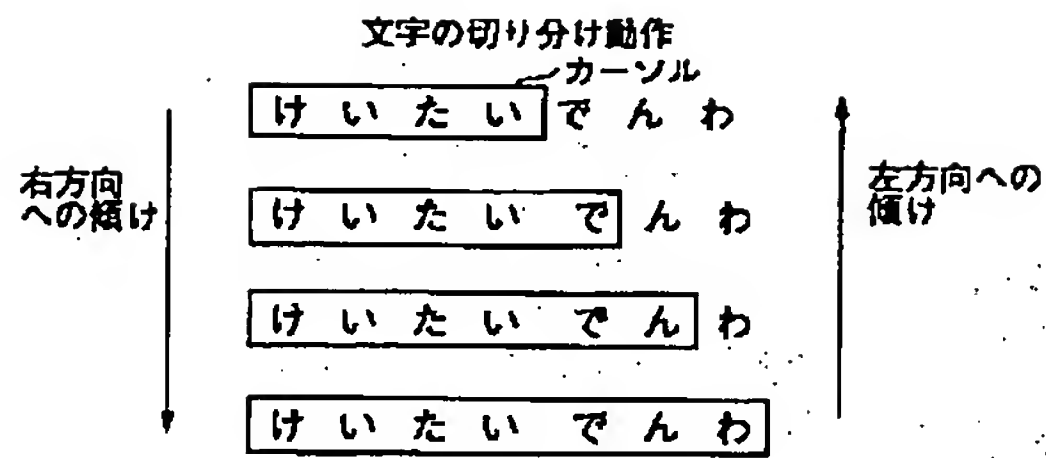 文字の切り分け動作
カーソル
けいたいでんわ
右方向
への傾け
左方向への
傾け
けいたいでんわ
けいたいでんわ
けいたいでんわ